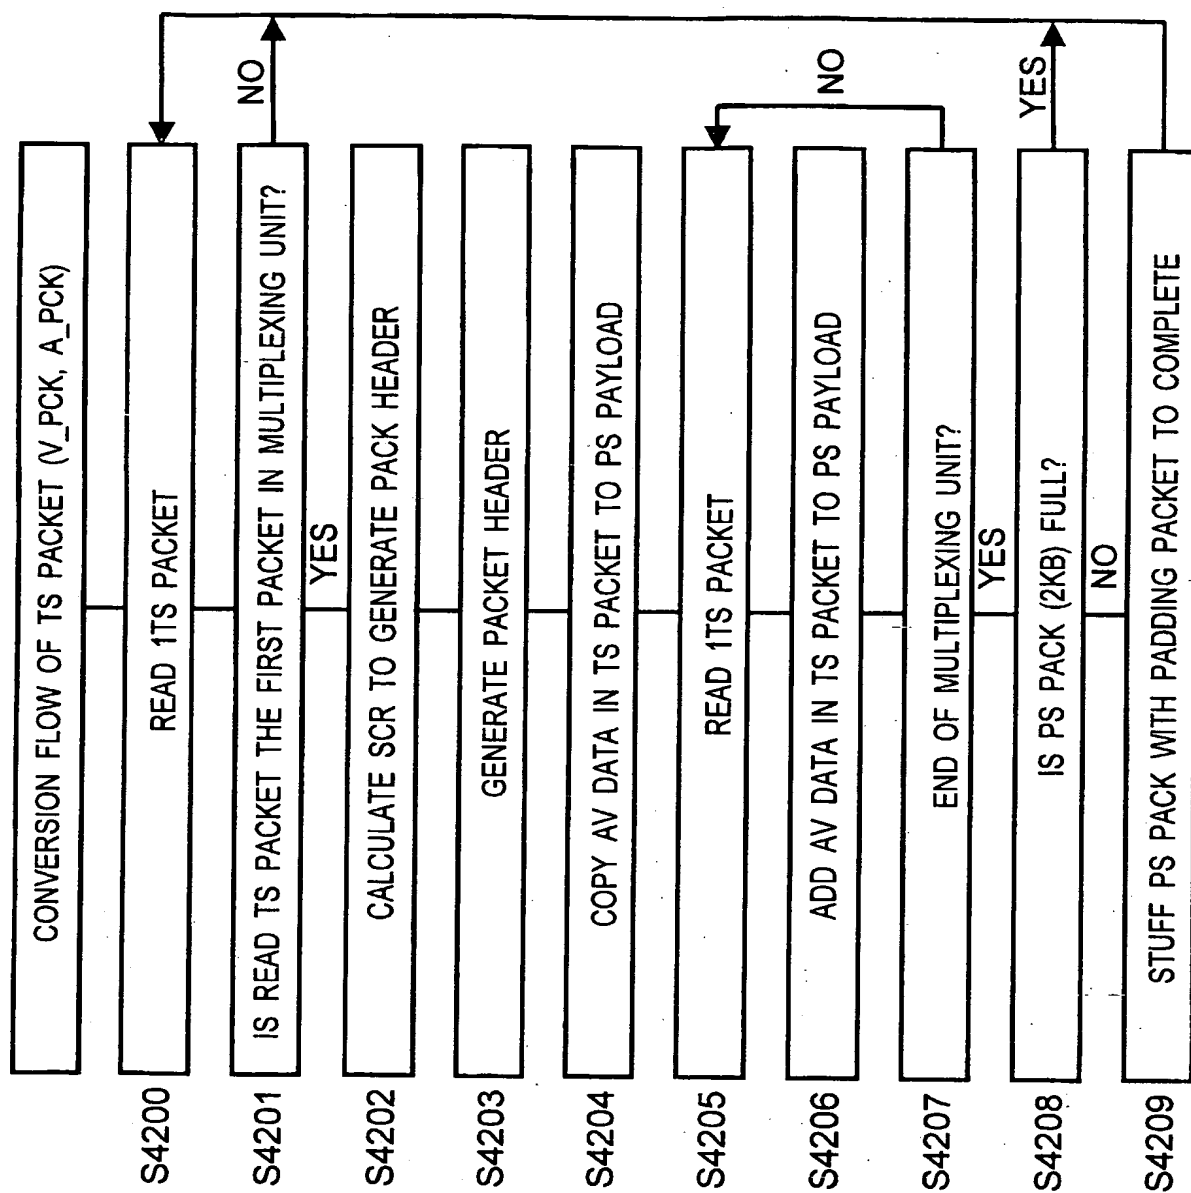 CONVERSION FLOW OF TS PACKET (V_PCK, A_PCK)
S4200
READ 1TS PACKET
S4201
IS READ TS PACKET THE FIRST PACKET IN MULTIPLEXING UNIT?
NO
YES
S4202
CALCULATE SCR TO GENERATE PACK HEADER
S4203
GENERATE PACKET HEADER
S4204
COPY AV DATA IN TS PACKET TO PS PAYLOAD
S4205
READ 1TS PACKET
S4206
ADD AV DATA IN TS PACKET TO PS PAYLOAD
NO
S4207
END OF MULTIPLEXING UNIT?
YES
S4208
IS PS PACK (2KB) FULL?
YES
NO
S4209
STUFF PS PACK WITH PADDING PACKET TO COMPLETE